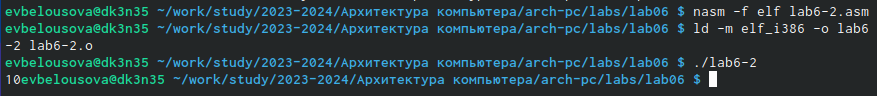 evbelousova@dk3n35 ~/work/study/2023-2024/Архитектура компьютера/arch-pc/labs/lab06 $ nasm -f elf lab6-2.asm
evbelousova@dk3n35 ~/work/study/2023-2024/Архитектура компьютера/arch-pc/labs/lab06 $ ld -m elf_i386 -o lab6
-2 lab6-2.o
evbelousova@dk3n35 ~/work/study/2023-2024/Архитектура компьютера/arch-pc/labs/lab06 $ ./lab6-2
10evbelousova@dk3n35 ~/work/study/2023-2024/Архитектура компьютера/arch-pc/labs/lab06 $